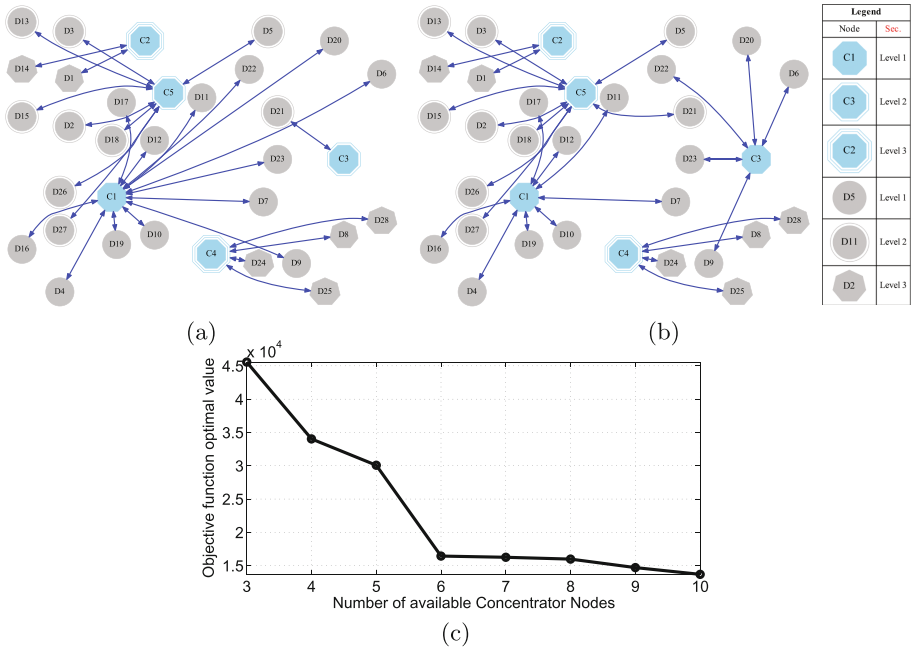 D13
D3
C2
D5
D20
D14
D1
D22
D6
C5
D17
D11
D15
D21
D2
D18
D12
C3
D23
D26
C1
D7
D27
D16
D19
D10
D28
D8
C4
D24
D9
D4
D25
(a)
D13
D3
C2
D5
D20
D14
D1
D22
D6
C5
D17
D11
D15
D21
D2
D18
D12
D23
C3
D26
C1
D7
D27
D16
D19
D10
D28
D8
C4
D24
D9
D4
D25
(b)
Legend
Node Sec.
C1 Level 1
C3 Level 2
C2 Level 3
D5 Level 1
D11 Level 2
D2 Level 3
x 10^4
4.5
4
3.5
3
2.5
2
1.5
Objective function optimal value
3 4 5 6 7 8 9 10
Number of available Concentrator Nodes
(c)